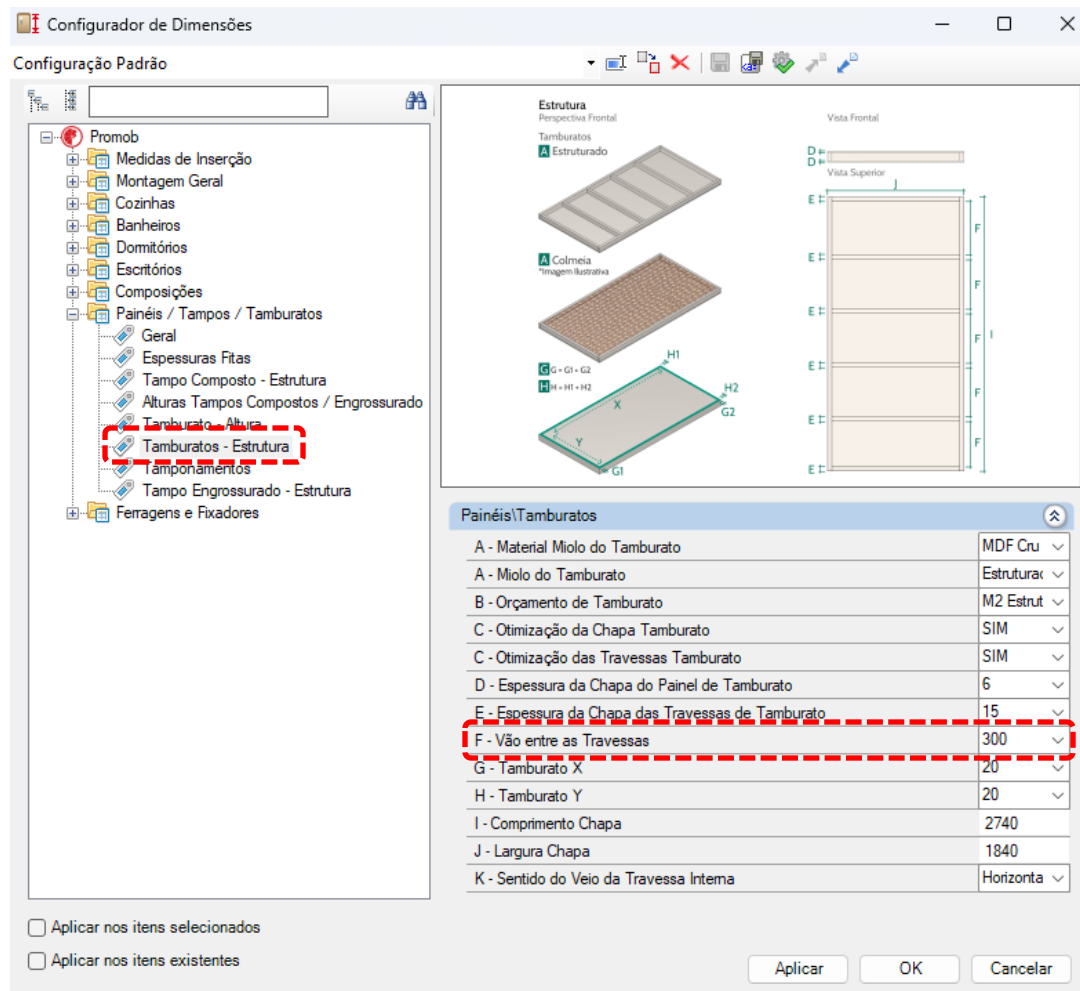 Configurador de Dimensões
Configuração Padrão
Promob
Medidas de Inserção
Montagem Geral
Cozinhas
Banheiros
Dormitórios
Escritórios
Composições
Painéis / Tampos / Tamburatos
Geral
Espessuras Fitas
Tampo Composto - Estrutura
Alturas Tampos Compostos / Engrossurado
Tamburato - Altura
Tamburatos - Estrutura
Tamponamentos
Tampo Engrossurado - Estrutura
Ferragens e Fixadores
Estrutura
Perspectiva Frontal
Tamburatos
A Estruturado
A Colmeia
*Imagem Ilustrativa
G G = G1 + G2
H H = H1 + H2
H1
H2
X
G2
Y
G1
Vista Frontal
D
D
Vista Superior
J
E
F
E
F
E
F
I
E
F
E
F
E
Painéis\Tamburatos
A - Material Miolo do Tamburato MDF Cru
A - Miolo do Tamburato Estruturac
B - Orçamento de Tamburato M2 Estrut
C - Otimização da Chapa Tamburato SIM
C - Otimização das Travessas Tamburato SIM
D - Espessura da Chapa do Painel de Tamburato 6
E - Espessura da Chapa das Travessas de Tamburato 15
F - Vão entre as Travessas 300
G - Tamburato X 20
H - Tamburato Y 20
I - Comprimento Chapa 2740
J - Largura Chapa 1840
K - Sentido do Veio da Travessa Interna Horizonta
Aplicar nos itens selecionados
Aplicar nos itens existentes
Aplicar OK Cancelar